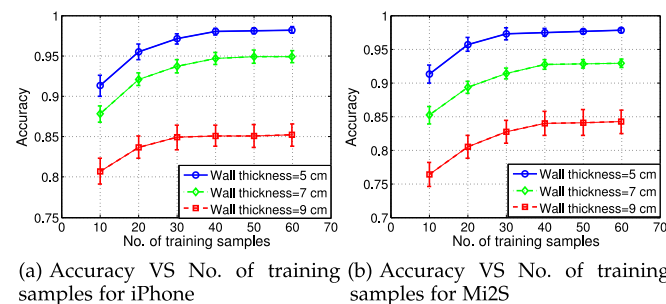 1
0.95
0.9
0.85
0.8
0.75
0 10 20 30 40 50 60 70
Accuracy
No. of training samples
Wall thickness=5 cm
Wall thickness=7 cm
Wall thickness=9 cm
(a) Accuracy VS No. of training
samples for iPhone
1
0.95
0.9
0.85
0.8
0.75
0.7
0 10 20 30 40 50 60 70
Accuracy
No. of training samples
Wall thickness=5 cm
Wall thickness=7 cm
Wall thickness=9 cm
(b) Accuracy VS No. of training
samples for Mi2S